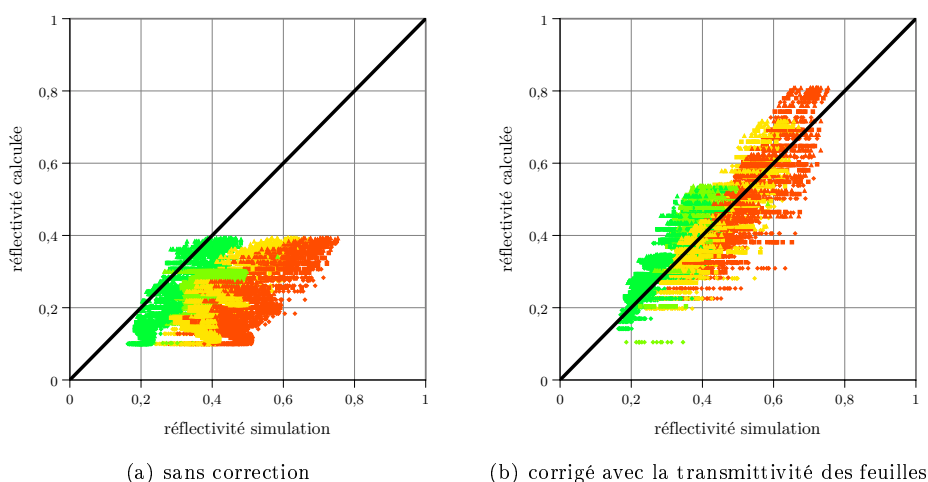 1
0,8
0,6
0,4
0,2
0
0 0,2 0,4 0,6 0,8 1
réflectivité calculée
réflectivité simulation
(a) sans correction
1
0,8
0,6
0,4
0,2
0
0 0,2 0,4 0,6 0,8 1
réflectivité calculée
réflectivité simulation
(b) corrigé avec la transmittivité des feuilles